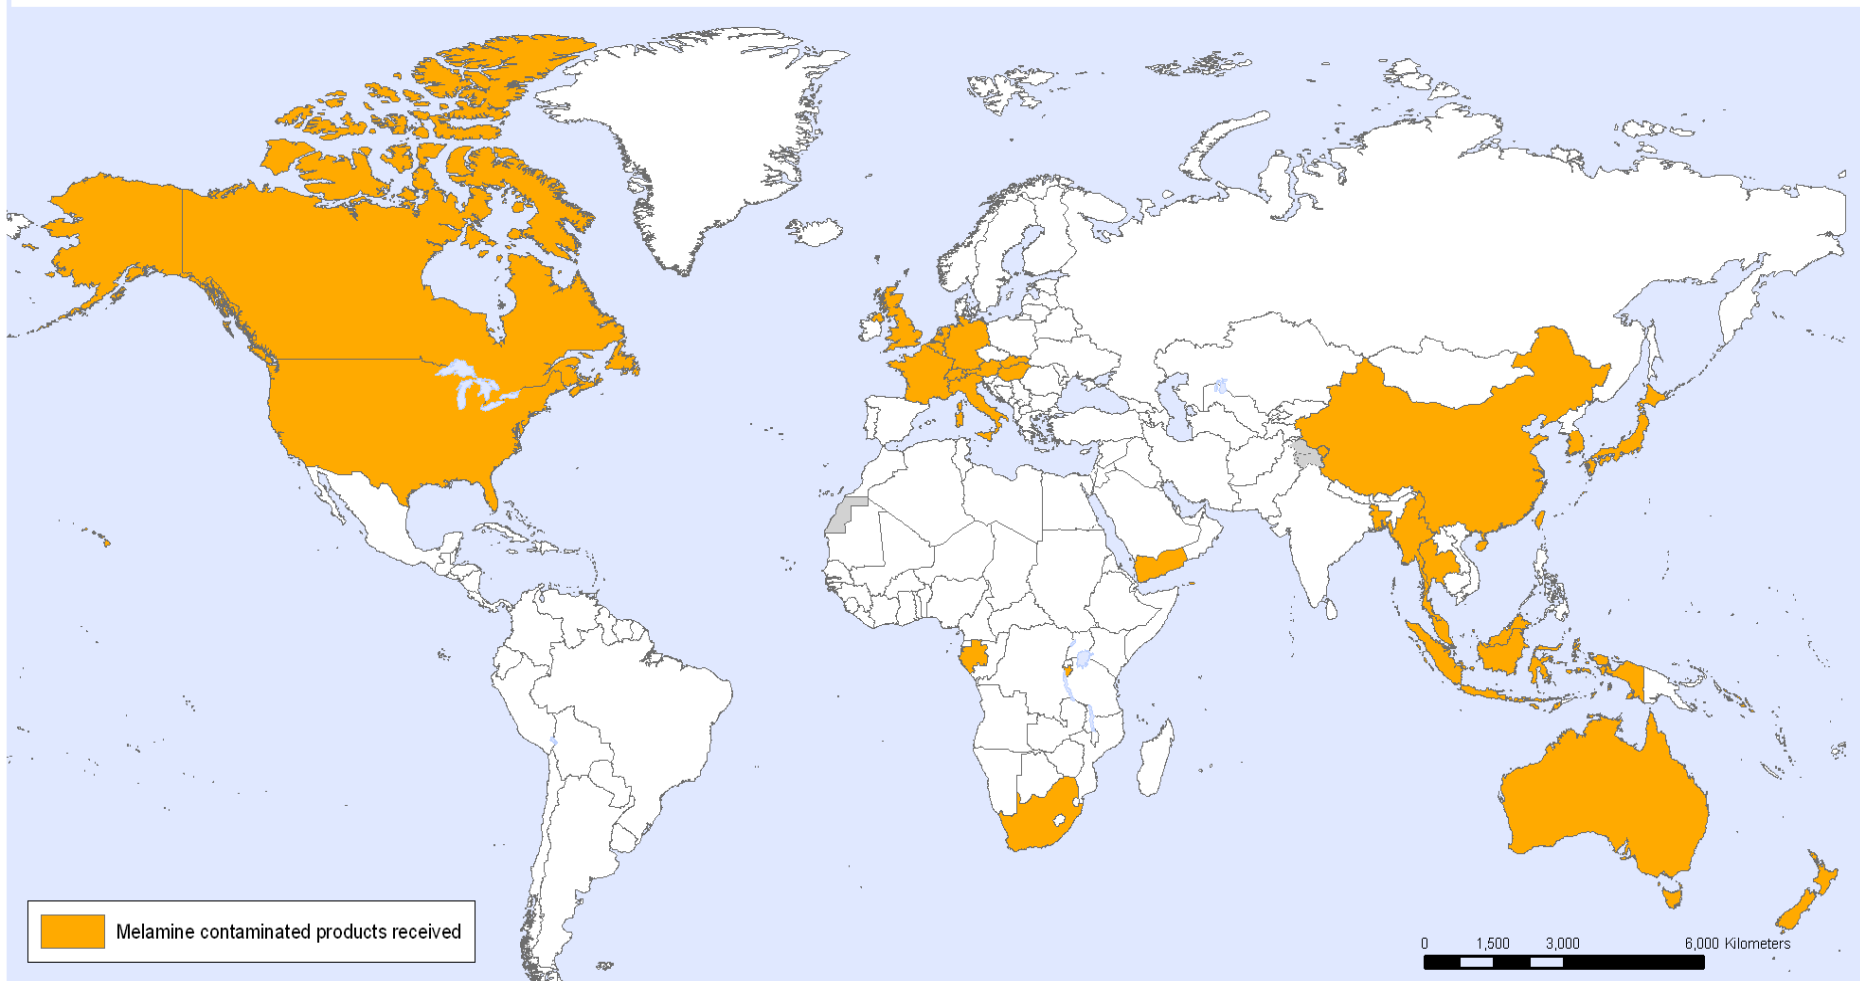 Melamine contaminated products received
0 1,500 3,000 6,000 Kilometers